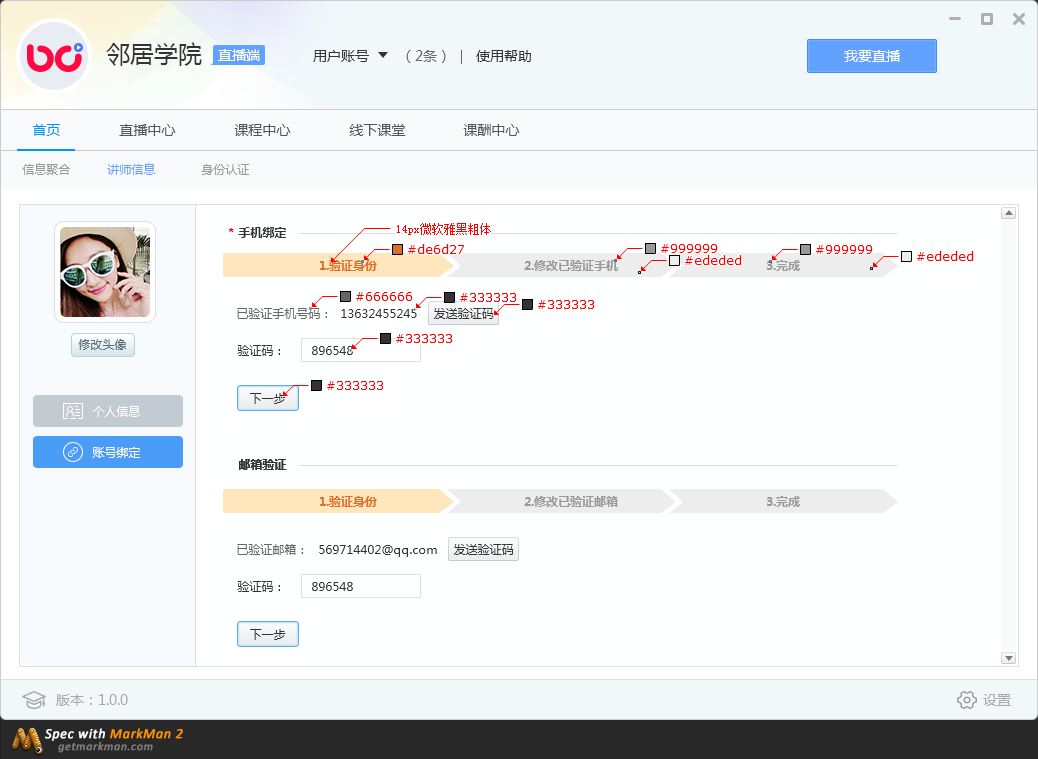 bci 邻居学院 直播端 用户账号 （2条） | 使用帮助 我要直播
首页 直播中心 课程中心 线下课堂 课酬中心
信息聚合 讲师信息 身份认证
修改头像
个人信息
账号绑定
* 手机绑定 14px微软雅黑粗体
#de6d27 #999999 #999999
#ededed #ededed
1.验证身份 2.修改已验证手机 3.完成
#666666 #333333 #333333
已验证手机号码： 13632455245 发送验证码
#333333
验证码： 896548
#333333
下一步
邮箱验证
1.验证身份 2.修改已验证邮箱 3.完成
已验证邮箱： 569714402@qq.com 发送验证码
验证码： 896548
下一步
版本：1.0.0 设置
Spec with MarkMan 2
getmarkman.com